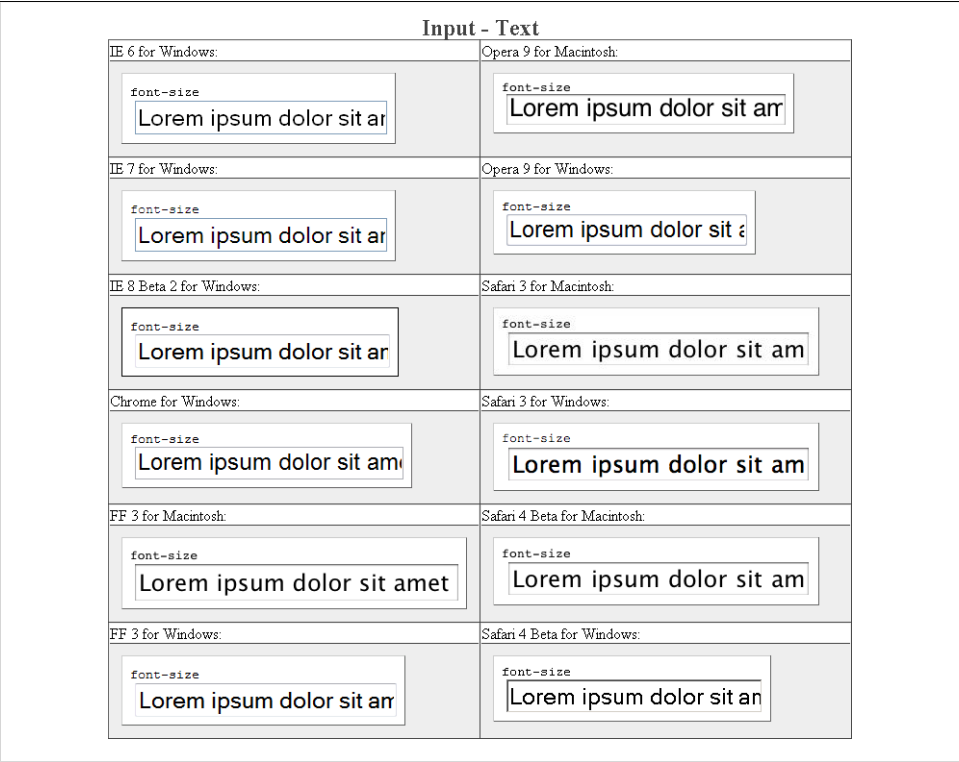 Input - Text
IE 6 for Windows:
font-size
Lorem ipsum dolor sit ar
Opera 9 for Macintosh:
font-size
Lorem ipsum dolor sit am
IE 7 for Windows:
font-size
Lorem ipsum dolor sit ar
Opera 9 for Windows:
font-size
Lorem ipsum dolor sit a
IE 8 Beta 2 for Windows:
font-size
Lorem ipsum dolor sit ar
Safari 3 for Macintosh:
font-size
Lorem ipsum dolor sit am
Chrome for Windows:
font-size
Lorem ipsum dolor sit ame
Safari 3 for Windows:
font-size
Lorem ipsum dolor sit am
FF 3 for Macintosh:
font-size
Lorem ipsum dolor sit amet
Safari 4 Beta for Macintosh:
font-size
Lorem ipsum dolor sit am
FF 3 for Windows:
font-size
Lorem ipsum dolor sit am
Safari 4 Beta for Windows:
font-size
Lorem ipsum dolor sit an